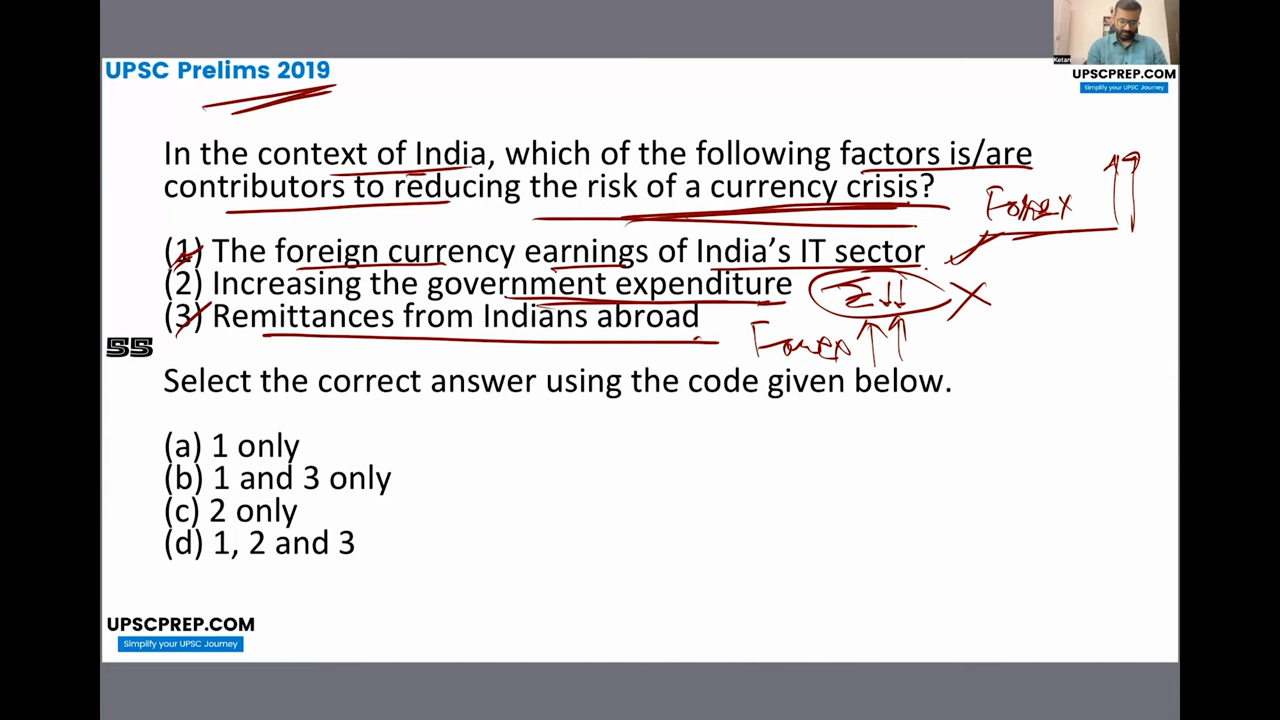 UPSC Prelims 2019
Ketan
UPSCPREP.COM
Simplify your UPSC Journey
In the context of India, which of the following factors is/are
contributors to reducing the risk of a currency crisis?
Forex ↑↑
(1) The foreign currency earnings of India's IT sector
(2) Increasing the government expenditure
(3) Remittances from Indians abroad
Forex ↑↑
55
Select the correct answer using the code given below.
(a) 1 only
(b) 1 and 3 only
(c) 2 only
(d) 1, 2 and 3
UPSCPREP.COM
Simplify your UPSC Journey